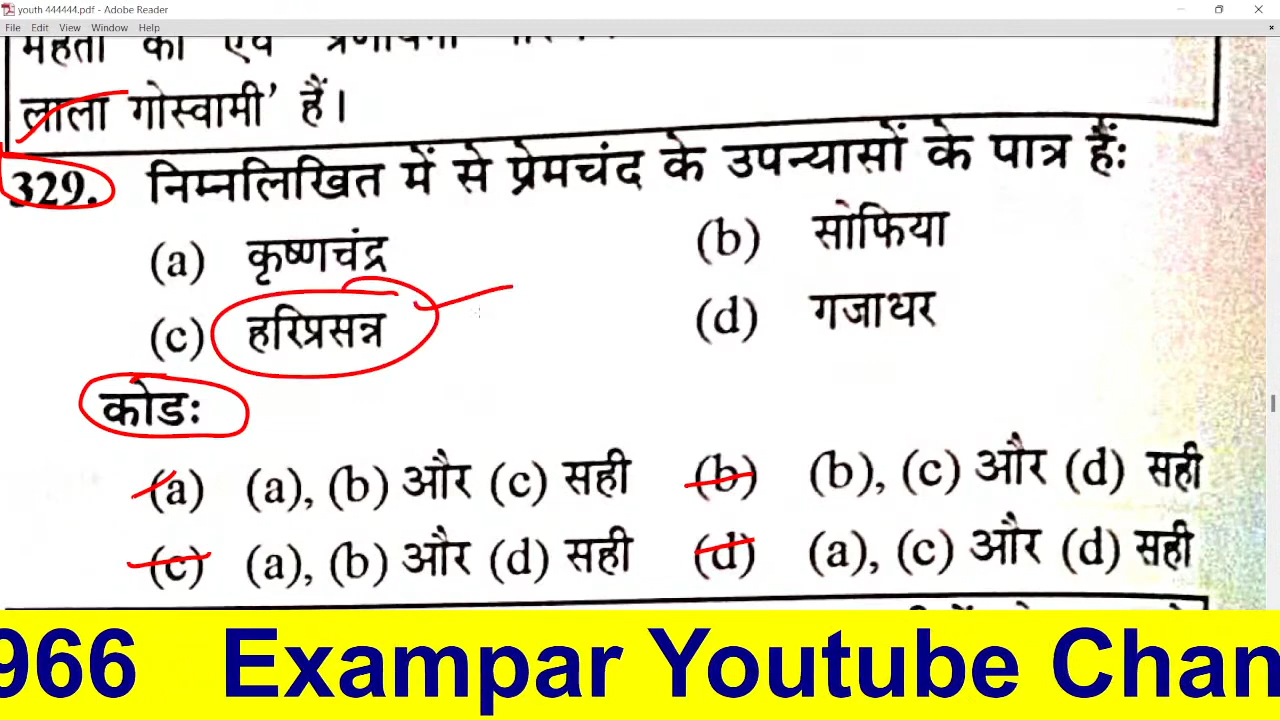 youth 444444.pdf - Adobe Reader
File Edit View Window Help
लाला गोस्वामी' हैं।
329. निम्नलिखित में से प्रेमचंद के उपन्यासों के पात्र हैं:
(a) कृष्णचंद्र (b) सोफिया
(c) हरिप्रसन्न (d) गजाधर
कोडः
(a) (a), (b) और (c) सही (b) (b), (c) और (d) सही
(c) (a), (b) और (d) सही (d) (a), (c) और (d) सही
966 Exampar Youtube Chan